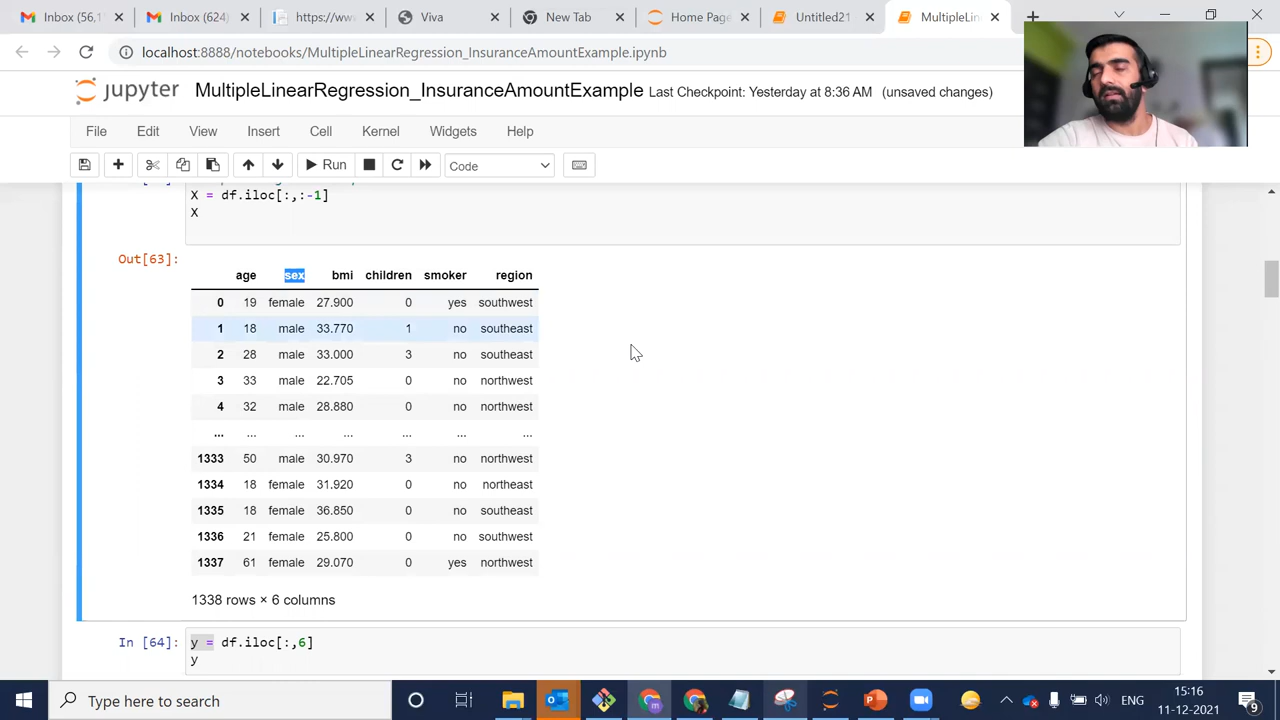 Inbox (56,1
Inbox (624)
https://ww
Viva
New Tab
Home Page
Untitled21
MultipleLin
localhost:8888/notebooks/MultipleLinearRegression_InsuranceAmountExample.ipynb
jupyter MultipleLinearRegression_InsuranceAmountExample Last Checkpoint: Yesterday at 8:36 AM (unsaved changes)
File Edit View Insert Cell Kernel Widgets Help
Run Code
X = df.iloc[:,:-1]
X
Out[63]:
age sex bmi children smoker region
0 19 female 27.900 0 yes southwest
1 18 male 33.770 1 no southeast
2 28 male 33.000 3 no southeast
3 33 male 22.705 0 no northwest
4 32 male 28.880 0 no northwest
... ... ... ... ... ... ...
1333 50 male 30.970 3 no northwest
1334 18 female 31.920 0 no northeast
1335 18 female 36.850 0 no southeast
1336 21 female 25.800 0 no southwest
1337 61 female 29.070 0 yes northwest
1338 rows × 6 columns
In [64]: y = df.iloc[:,6]
y
Type here to search
ENG
15:16
11-12-2021
9